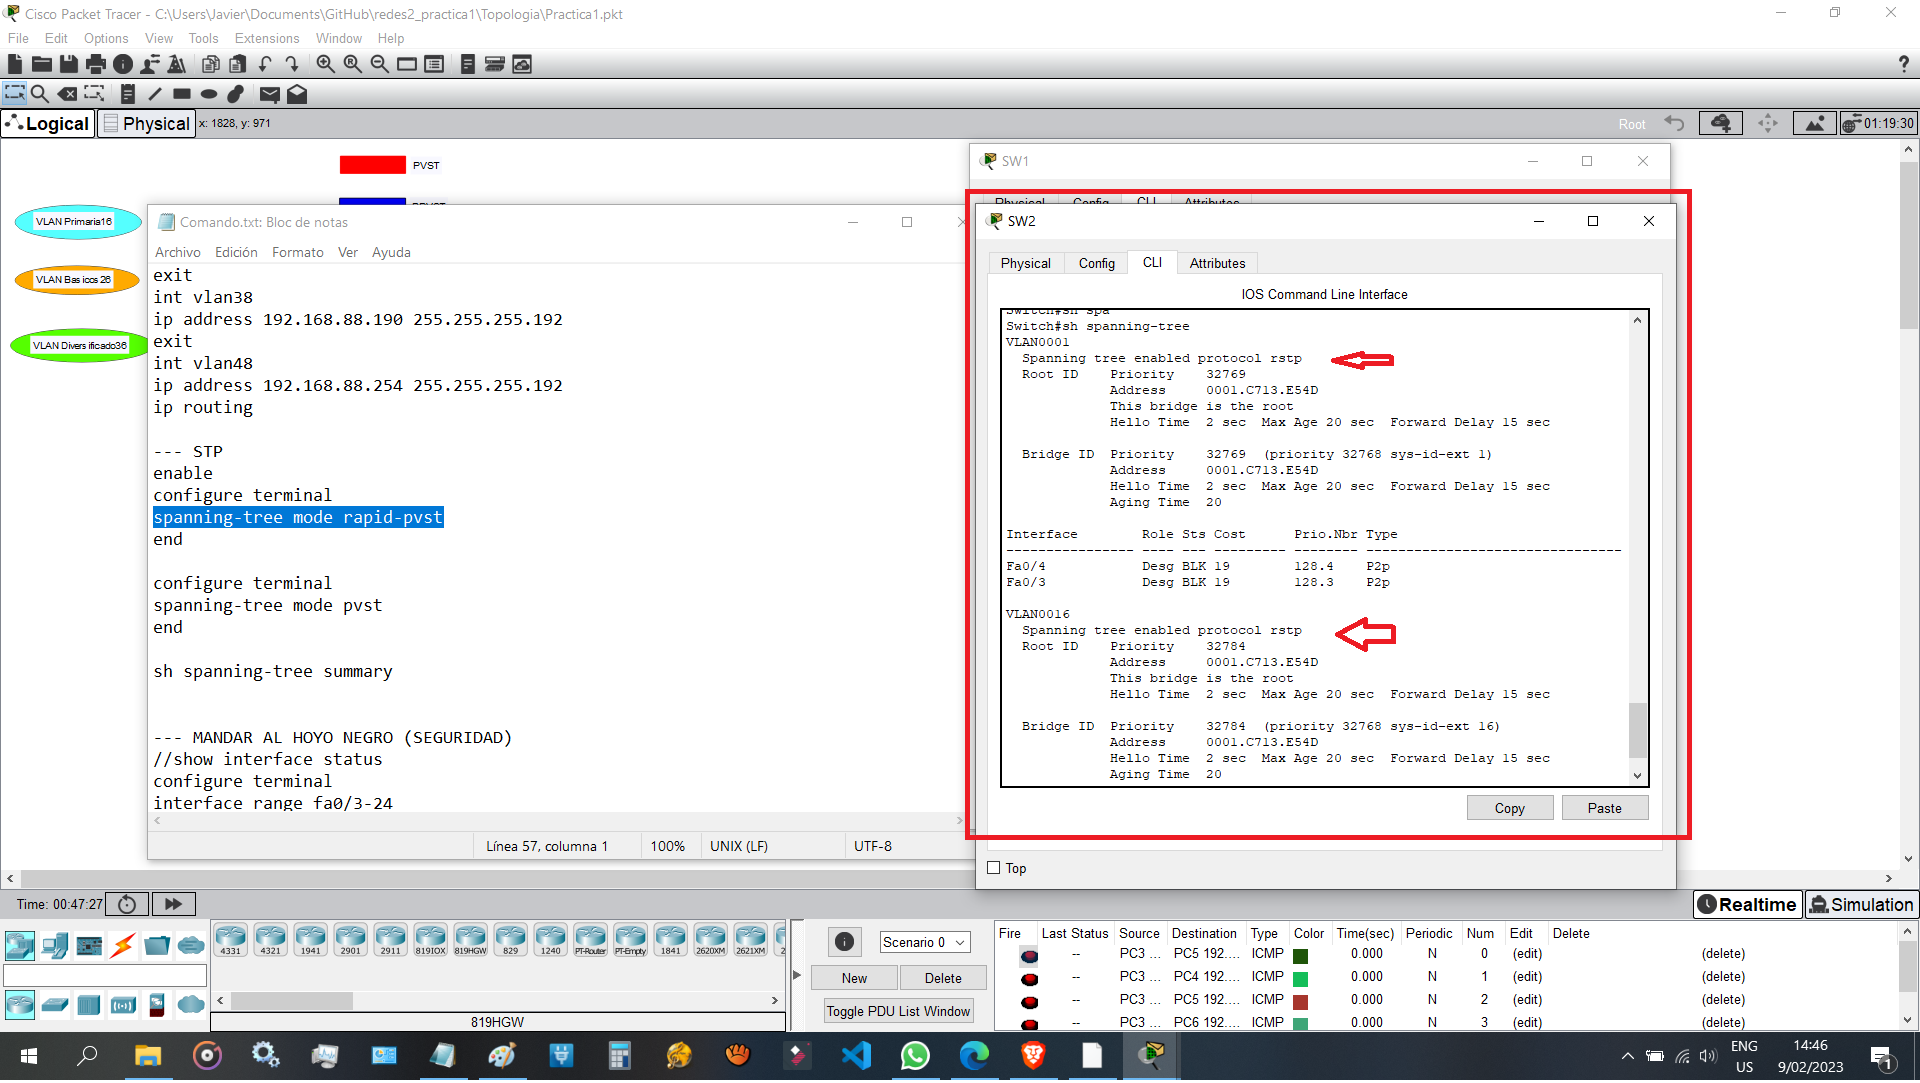 Cisco Packet Tracer - C:\Users\Javier\Documents\GitHub\redes2_practica1\Topologia\Practica1.pkt
File Edit Options View Tools Extensions Window Help
Logical Physical x: 1828, y: 971
Root 01:19:30
PVST
VLAN Primaria16
VLAN Basicos 26
VLAN Diversificado36
Comando.txt: Bloc de notas
Archivo Edición Formato Ver Ayuda
exit
int vlan38
ip address 192.168.88.190 255.255.255.192
exit
int vlan48
ip address 192.168.88.254 255.255.255.192
ip routing
--- STP
enable
configure terminal
spanning-tree mode rapid-pvst
end
configure terminal
spanning-tree mode pvst
end
sh spanning-tree summary
--- MANDAR AL HOYO NEGRO (SEGURIDAD)
//show interface status
configure terminal
interface range fa0/3-24
Línea 57, columna 1 100% UNIX (LF) UTF-8
SW1
Physical Config CLI Attributes
SW2
Physical Config CLI Attributes
IOS Command Line Interface
Switch#sh spa
Switch#sh spanning-tree
VLAN0001
Spanning tree enabled protocol rstp
Root ID Priority 32769
Address 0001.C713.E54D
This bridge is the root
Hello Time 2 sec Max Age 20 sec Forward Delay 15 sec
Bridge ID Priority 32769 (priority 32768 sys-id-ext 1)
Address 0001.C713.E54D
Hello Time 2 sec Max Age 20 sec Forward Delay 15 sec
Aging Time 20
Interface Role Sts Cost Prio.Nbr Type
---------------- ---- --- --------- -------- --------------------------------
Fa0/4 Desg BLK 19 128.4 P2p
Fa0/3 Desg BLK 19 128.3 P2p
VLAN0016
Spanning tree enabled protocol rstp
Root ID Priority 32784
Address 0001.C713.E54D
This bridge is the root
Hello Time 2 sec Max Age 20 sec Forward Delay 15 sec
Bridge ID Priority 32784 (priority 32768 sys-id-ext 16)
Address 0001.C713.E54D
Hello Time 2 sec Max Age 20 sec Forward Delay 15 sec
Aging Time 20
Copy Paste
Top
Time: 00:47:27
Realtime Simulation
4331 4321 1941 2901 2911 819IOX 819HGW 829 1240 PT-Router PT-Empty 1841 2620XM 2621XM
819HGW
Scenario 0
New Delete
Toggle PDU List Window
Fire Last Status Source Destination Type Color Time(sec) Periodic Num Edit Delete
-- PC3 ... PC5 192.... ICMP 0.000 N 0 (edit) (delete)
-- PC3 ... PC4 192.... ICMP 0.000 N 1 (edit) (delete)
-- PC3 ... PC5 192.... ICMP 0.000 N 2 (edit) (delete)
-- PC3 ... PC6 192.... ICMP 0.000 N 3 (edit) (delete)
ENG
US
14:46
9/02/2023
1